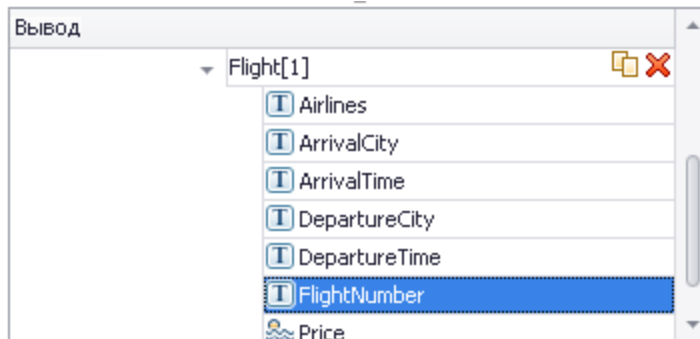 Вывод
Flight[1]
T Airlines
T ArrivalCity
T ArrivalTime
T DepartureCity
T DepartureTime
T FlightNumber
Price